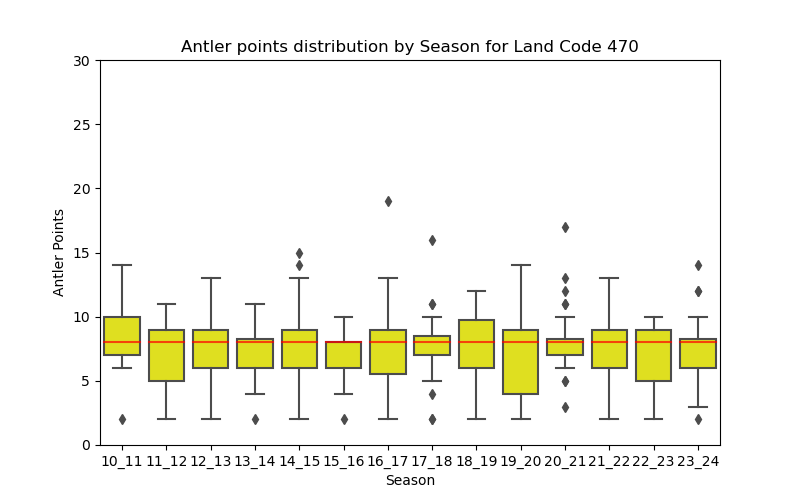 Antler points distribution by Season for Land Code 470
Antler Points
30
25
20
15
10
5
0
10_11 11_12 12_13 13_14 14_15 15_16 16_17 17_18 18_19 19_20 20_21 21_22 22_23 23_24
Season